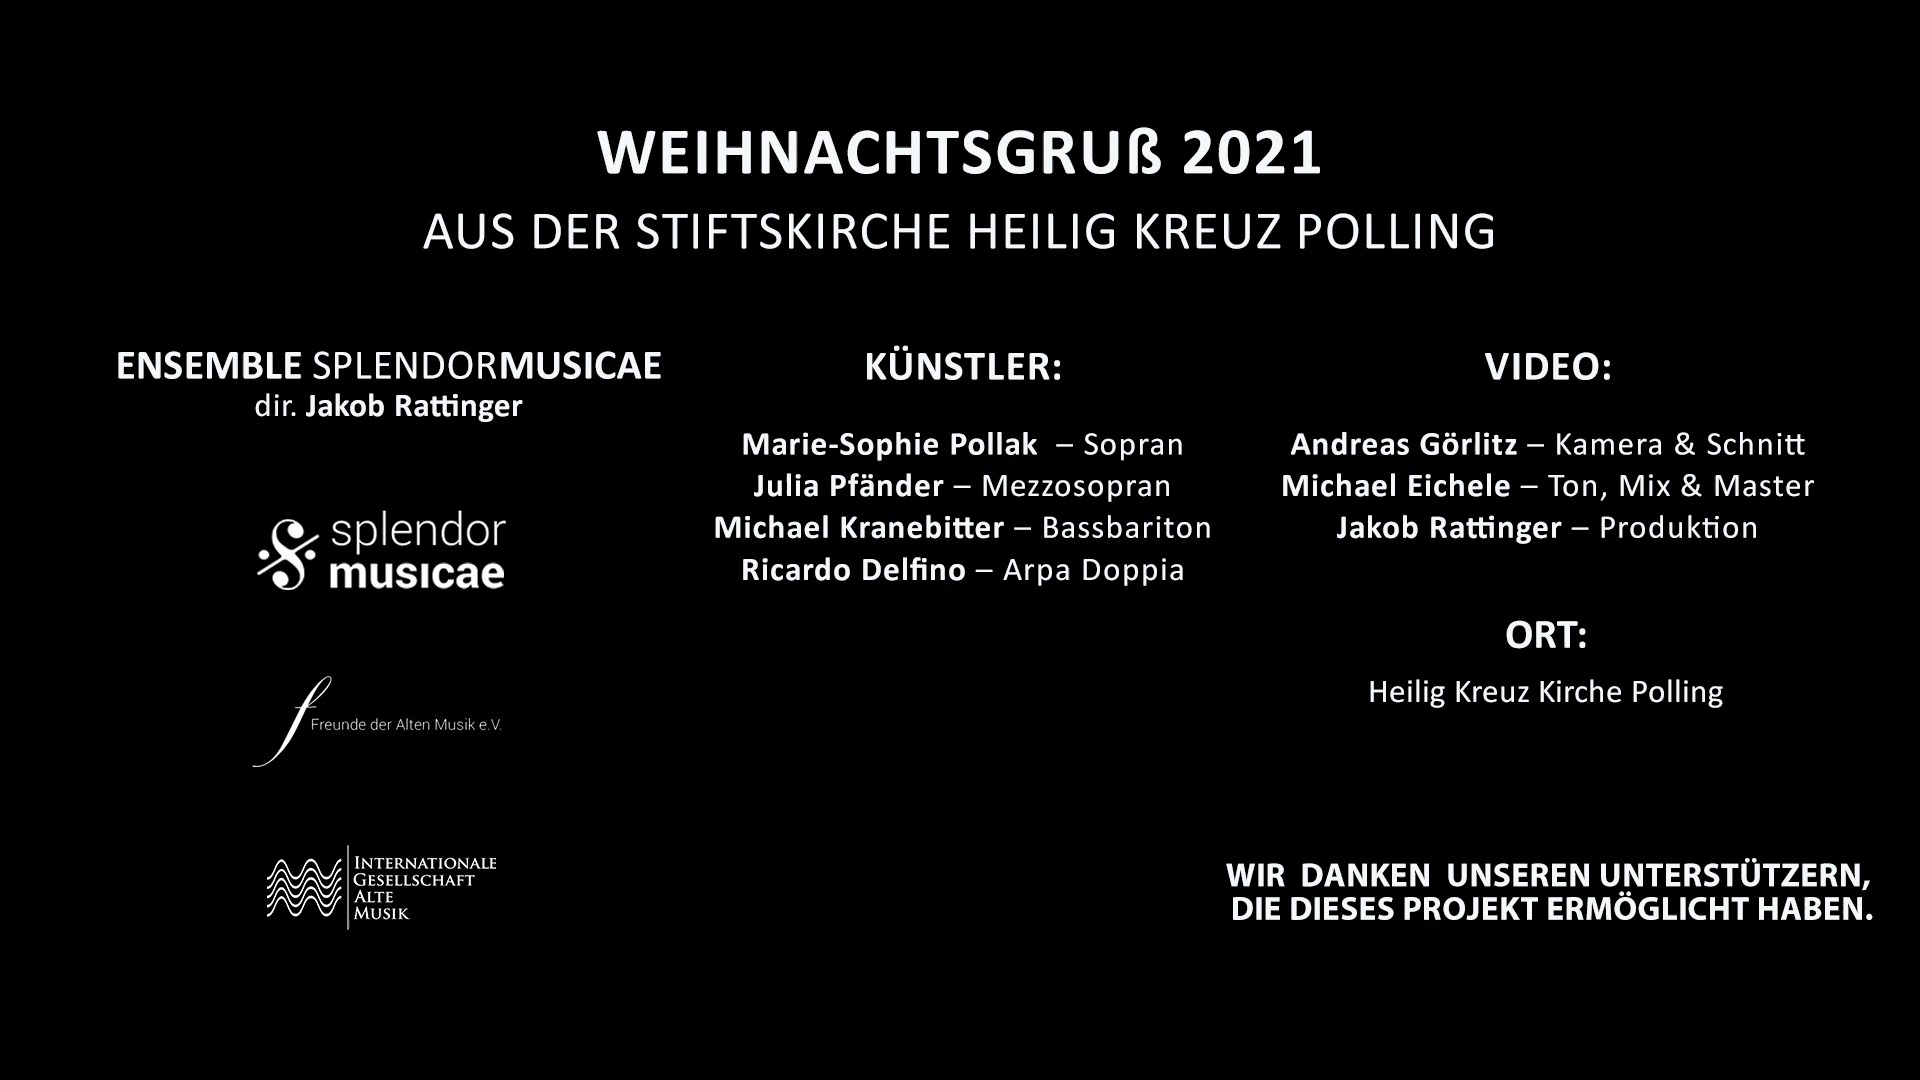 WEIHNACHTSGRUß 2021
AUS DER STIFTSKIRCHE HEILIG KREUZ POLLING
ENSEMBLE SPLENDORMUSICAE
dir. Jakob Rattinger
splendor
musicae
Freunde der Alten Musik e.V.
INTERNATIONALE
GESELLSCHAFT
ALTE
MUSIK
KÜNSTLER:
Marie-Sophie Pollak – Sopran
Julia Pfänder – Mezzosopran
Michael Kranebitter – Bassbariton
Ricardo Delfino – Arpa Doppia
VIDEO:
Andreas Görlitz – Kamera & Schnitt
Michael Eichele – Ton, Mix & Master
Jakob Rattinger – Produktion
ORT:
Heilig Kreuz Kirche Polling
WIR DANKEN UNSEREN UNTERSTÜTZERN,
DIE DIESES PROJEKT ERMÖGLICHT HABEN.